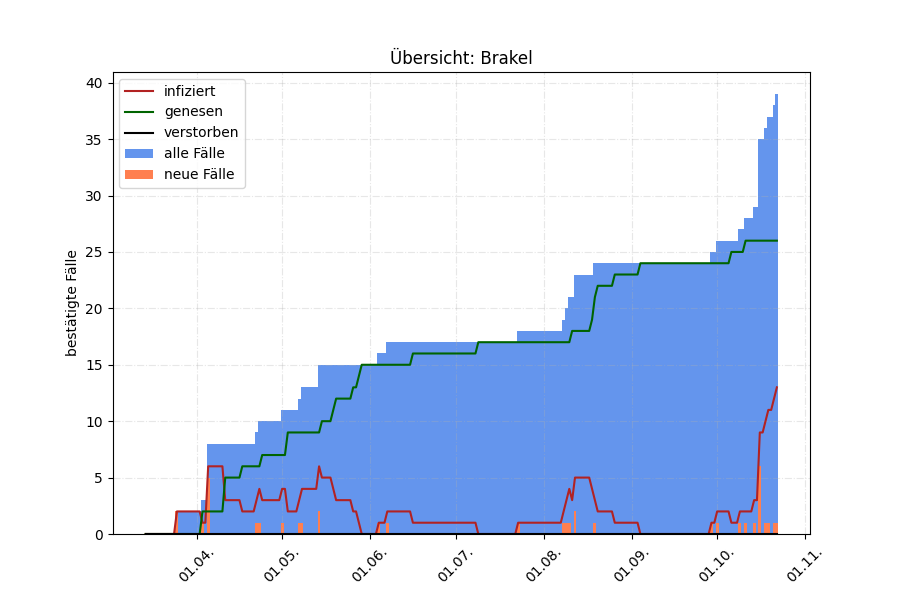 Übersicht: Brakel
infiziert
genesen
verstorben
alle Fälle
neue Fälle
bestätigte Fälle
40
35
30
25
20
15
10
5
0
01.04.
01.05.
01.06.
01.07.
01.08.
01.09.
01.10.
01.11.